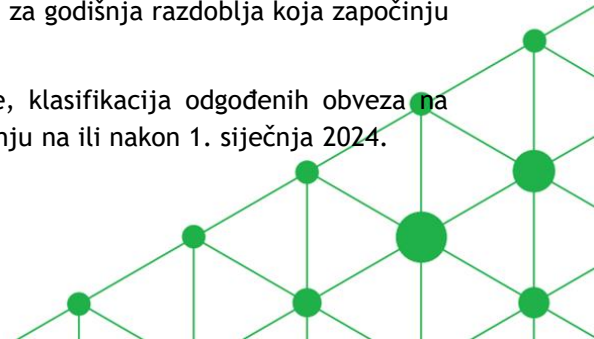 za godišnja razdoblja koja započinju
e, klasifikacija odgođenih obveza na
nju na ili nakon 1. siječnja 2024.